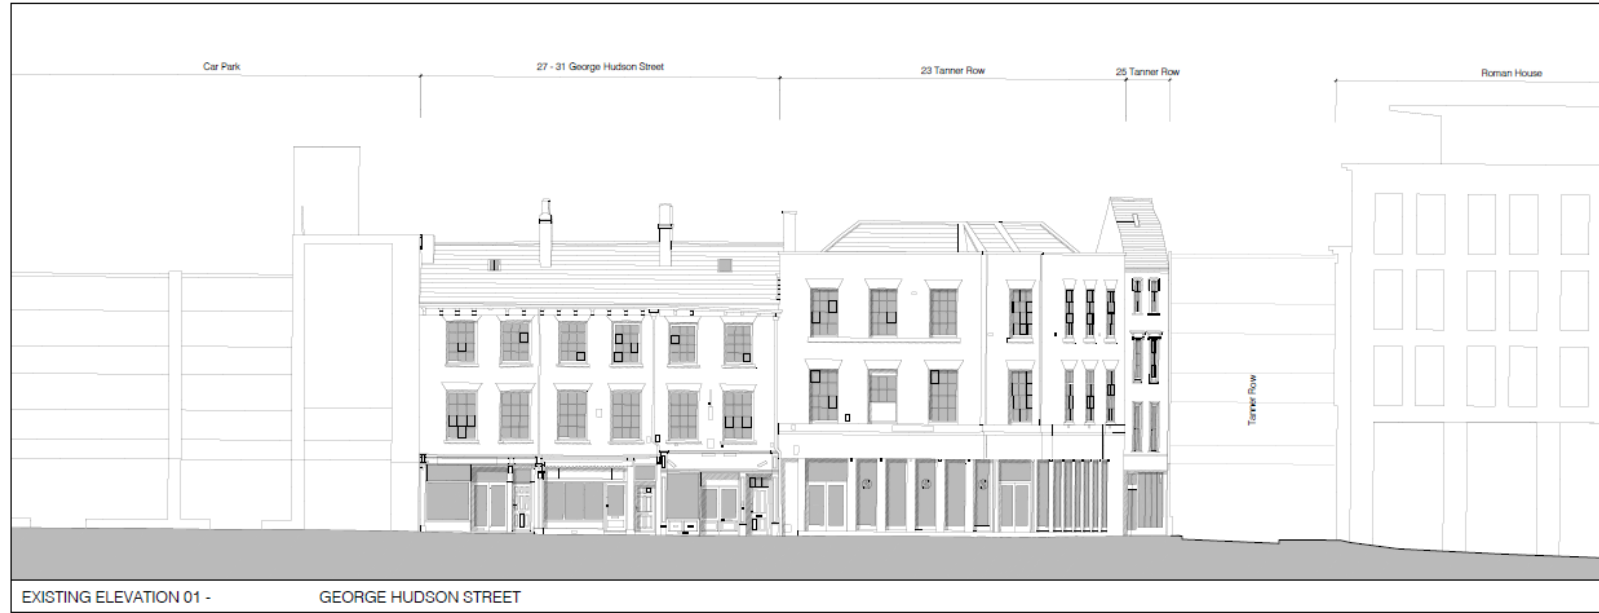 Car Park
27 - 31 George Hudson Street
23 Tanner Row
25 Tanner Row
Roman House
Tanner Row
EXISTING ELEVATION 01 - GEORGE HUDSON STREET